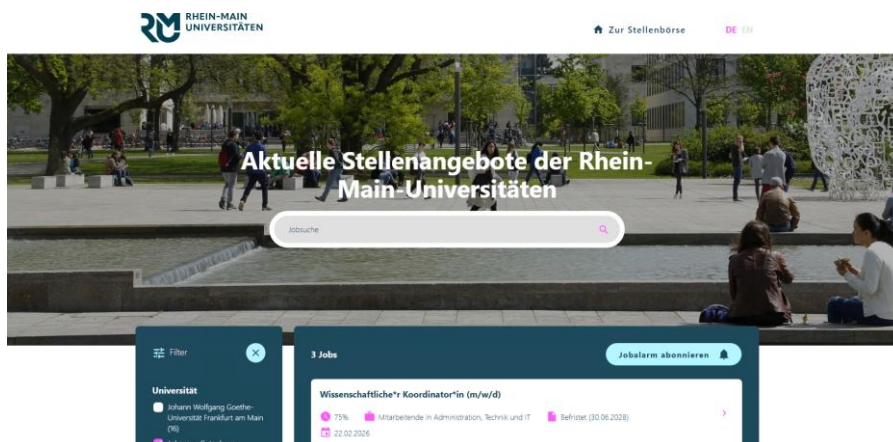 RHEIN-MAIN
UNIVERSITÄTEN
Zur Stellenbörse
DE EN
Aktuelle Stellenangebote der Rhein-
Main-Universitäten
Jobsuche
Filter
3 Jobs
Jobalarm abonnieren
Universität
Johann Wolfgang Goethe-
Universität Frankfurt am Main
(16)
Wissenschaftliche*r Koordinator*in (m/w/d)
75% Mitarbeitende in Administration, Technik und IT Befristet (30.06.2028)
22.02.2026